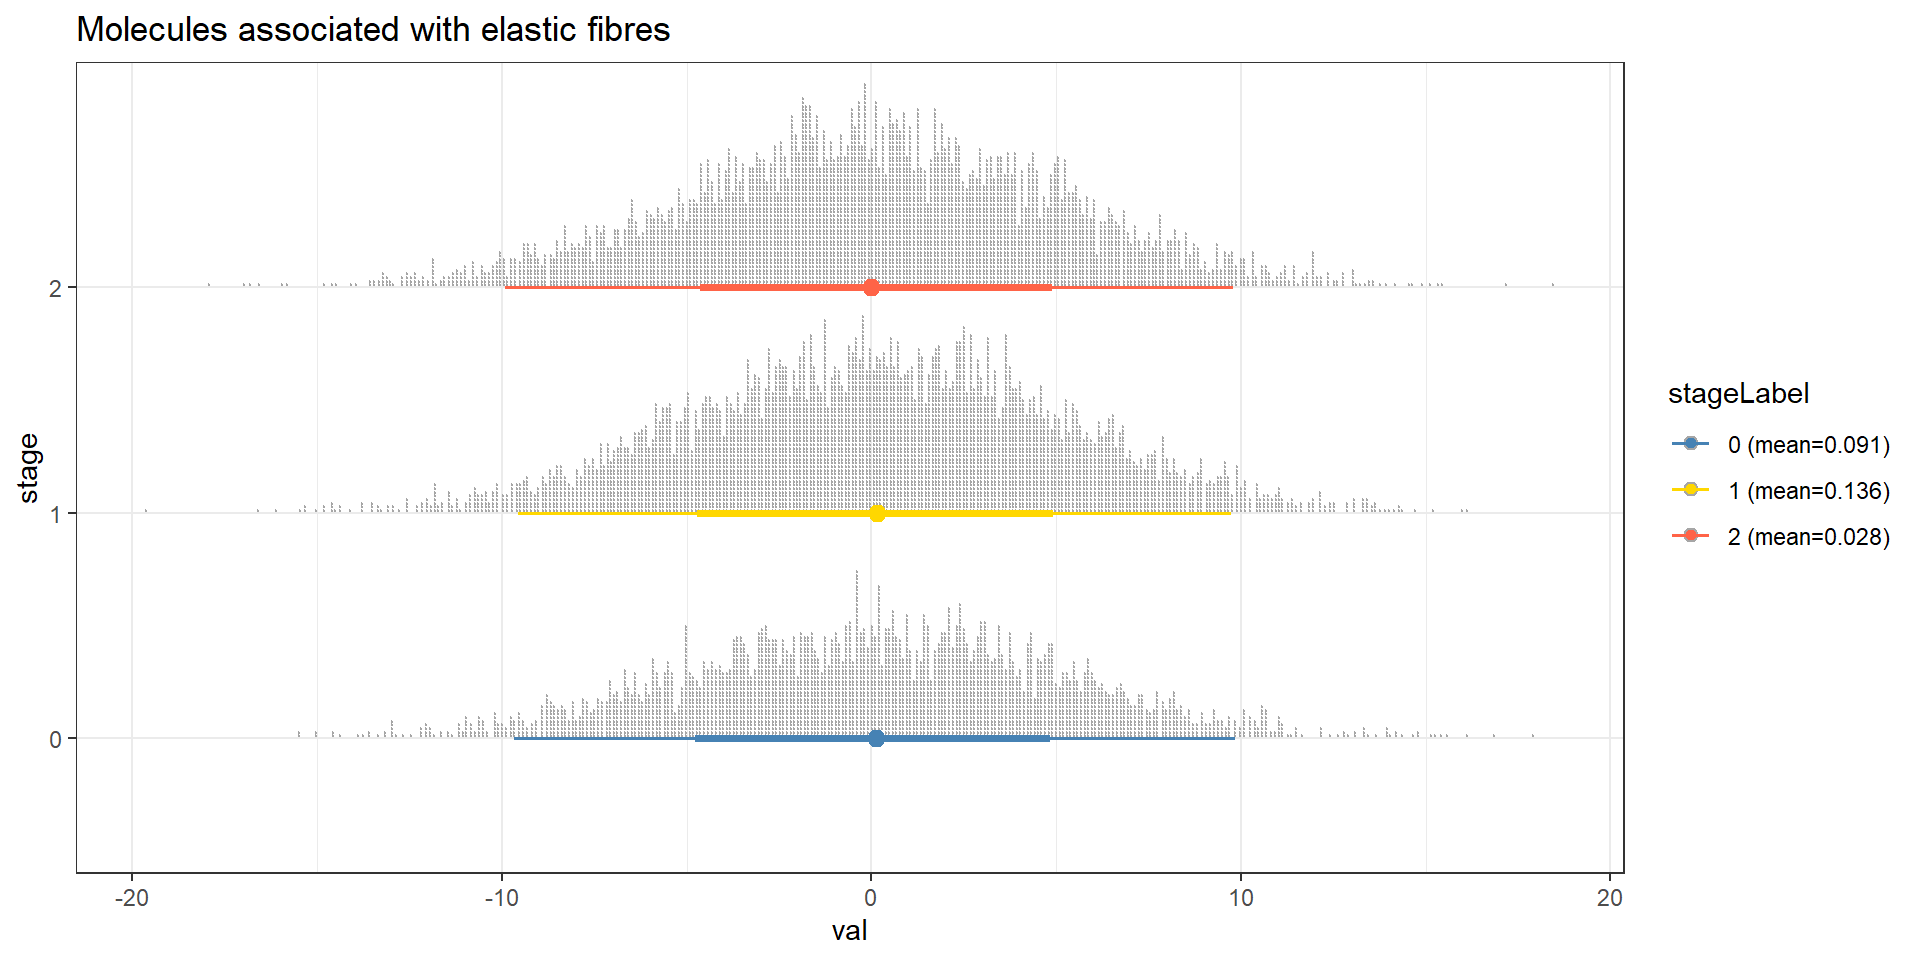 Molecules associated with elastic fibres
stage
2
1
0
-20
-10
0
10
20
val
stageLabel
0 (mean=0.091)
1 (mean=0.136)
2 (mean=0.028)